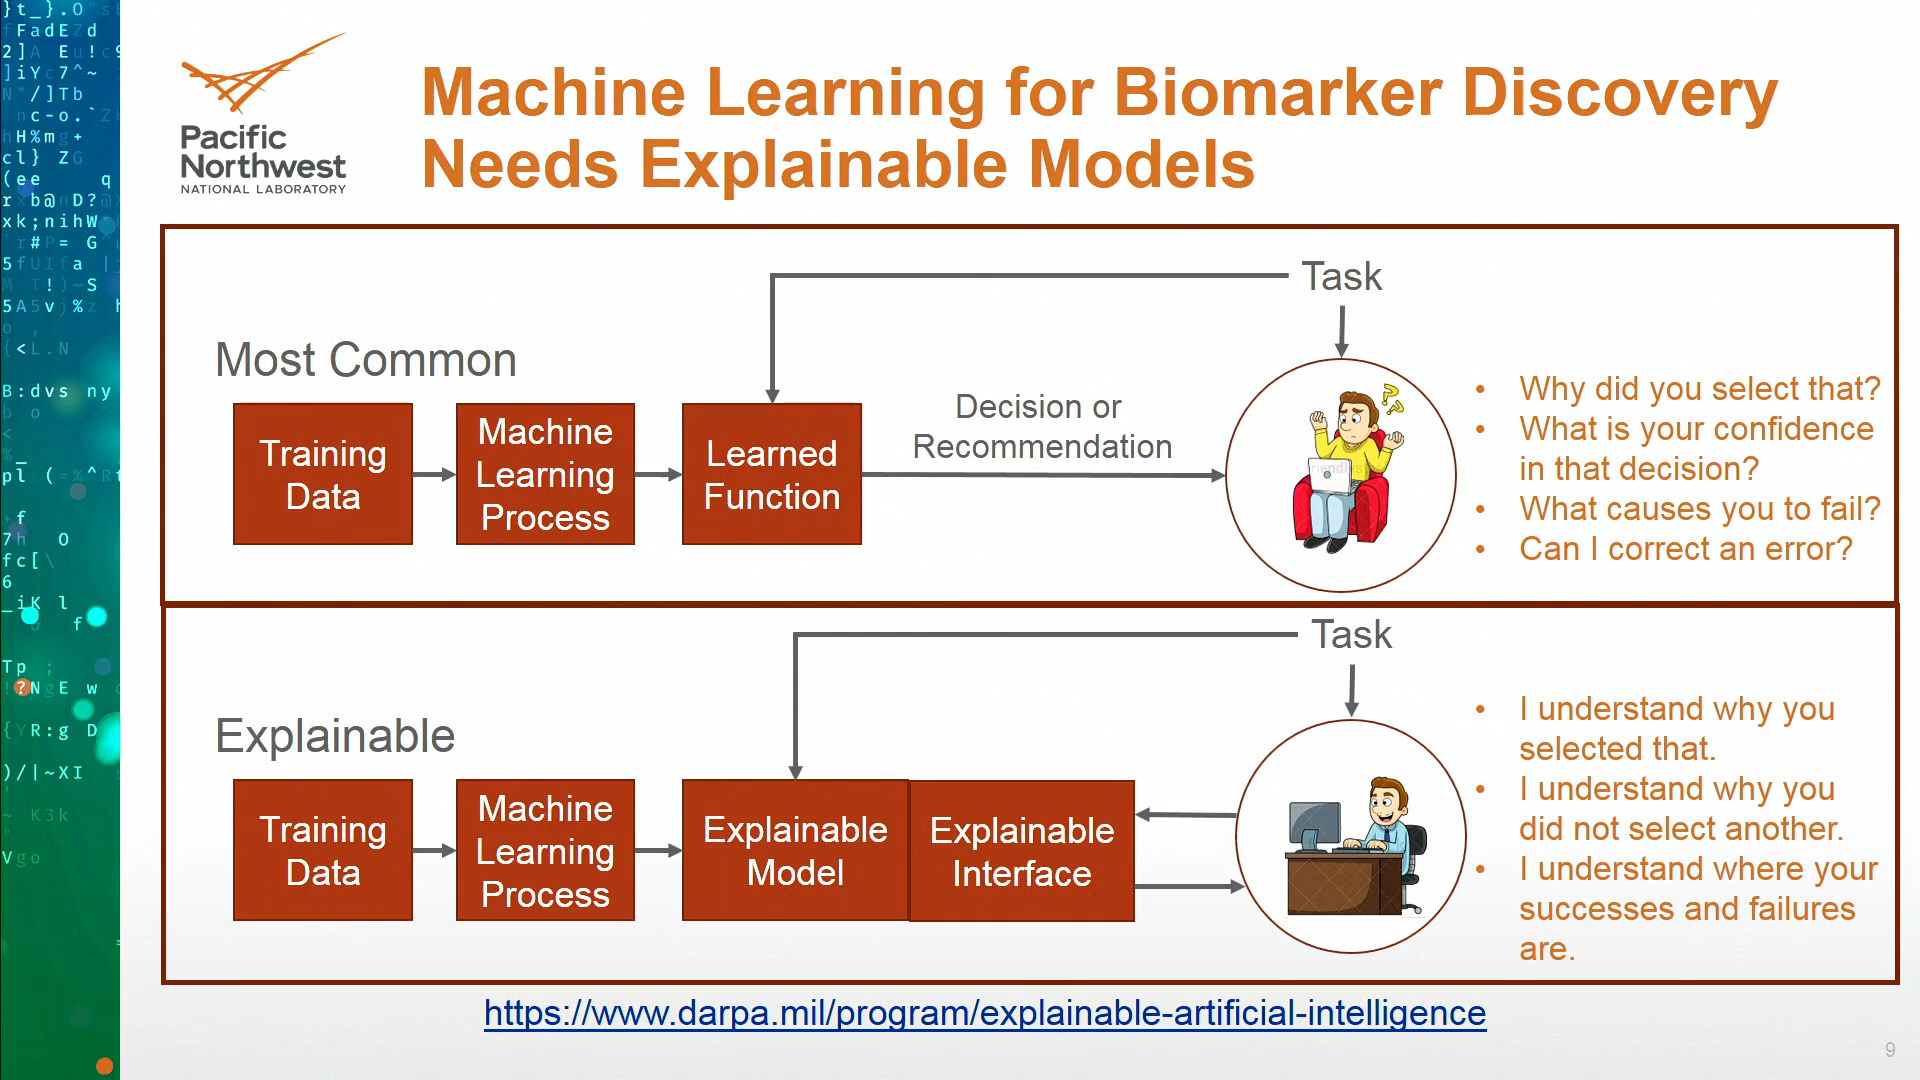 Pacific
Northwest
NATIONAL LABORATORY
Machine Learning for Biomarker Discovery
Needs Explainable Models
Most Common
Task
Training
Data
Machine
Learning
Process
Learned
Function
Decision or
Recommendation
• Why did you select that?
• What is your confidence
in that decision?
• What causes you to fail?
• Can I correct an error?
Explainable
Task
Training
Data
Machine
Learning
Process
Explainable
Model
Explainable
Interface
• I understand why you
selected that.
• I understand why you
did not select another.
• I understand where your
successes and failures
are.
https://www.darpa.mil/program/explainable-artificial-intelligence
9